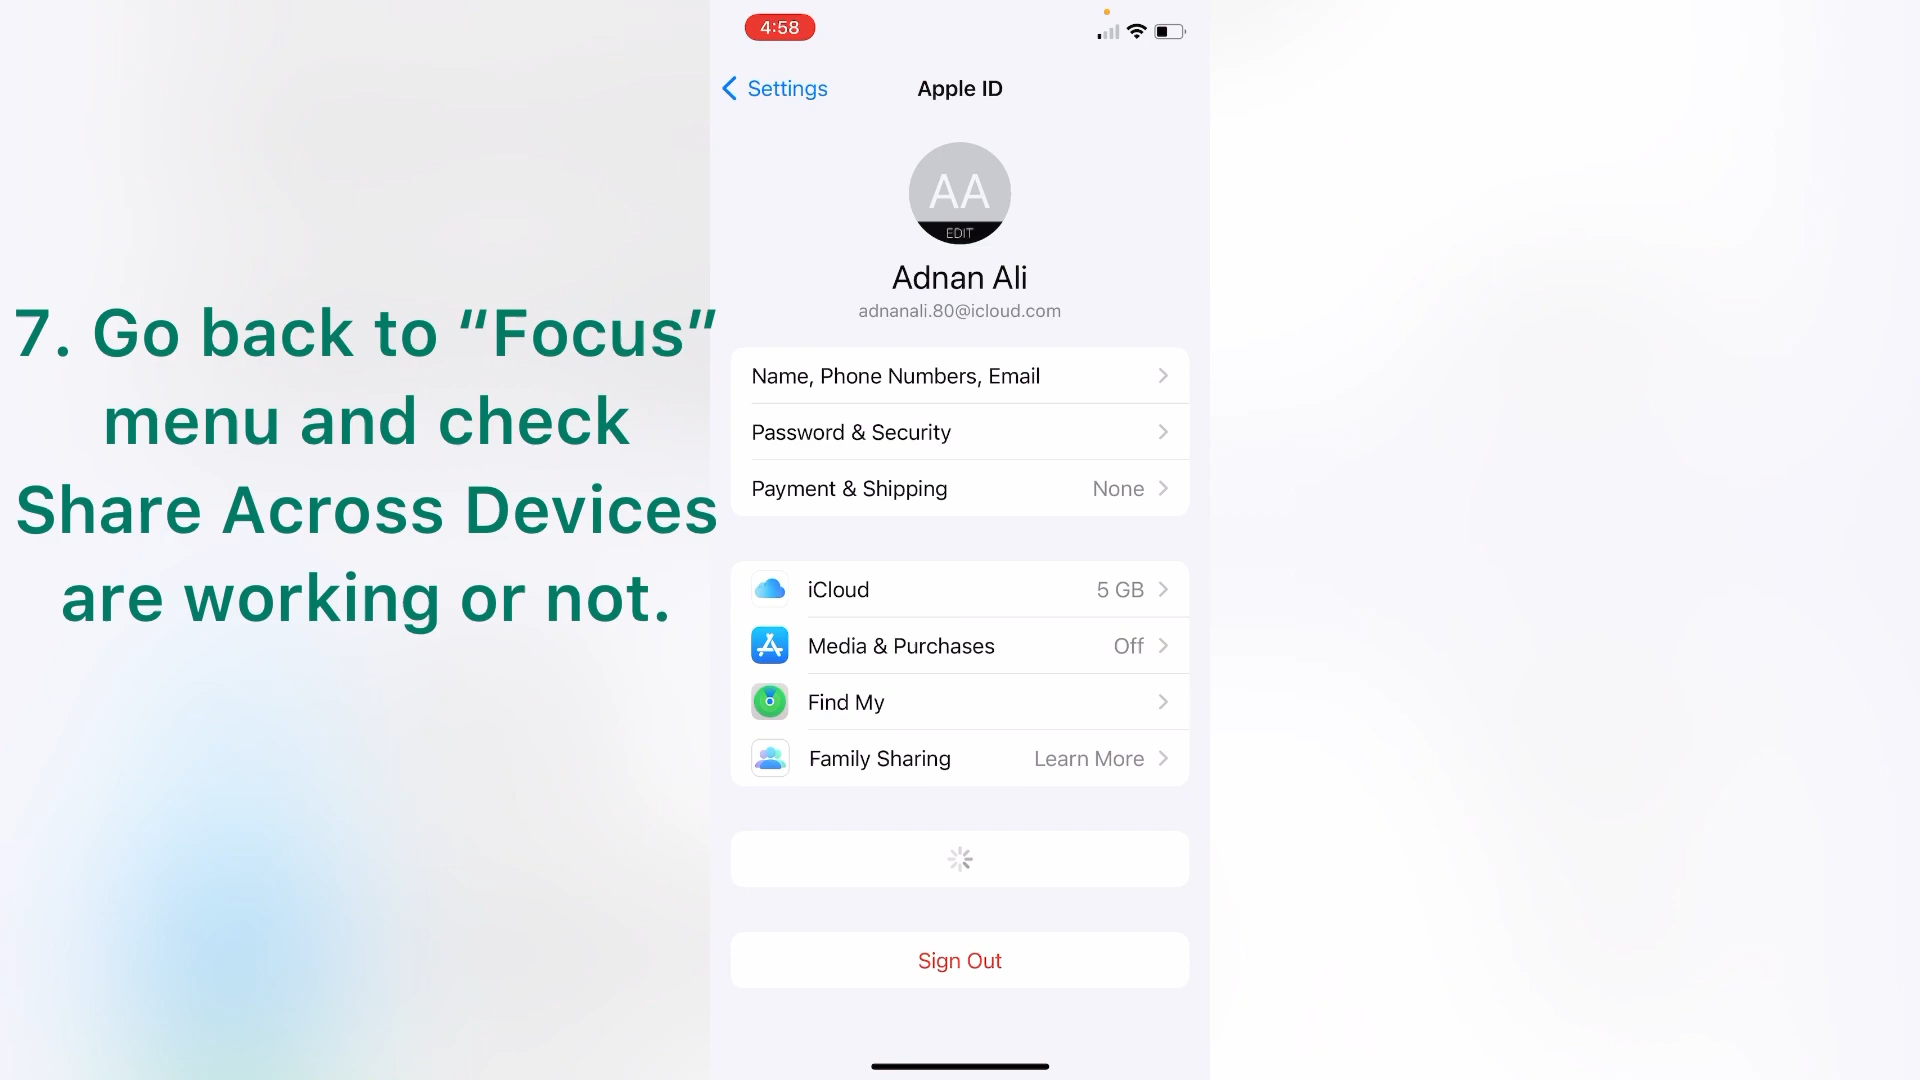 4:58
Settings
Apple ID
AA
EDIT
Adnan Ali
adnanali.80@icloud.com
7. Go back to “Focus”
menu and check
Share Across Devices
are working or not.
Name, Phone Numbers, Email
Password & Security
Payment & Shipping None
iCloud 5 GB
Media & Purchases Off
Find My
Family Sharing Learn More
Sign Out